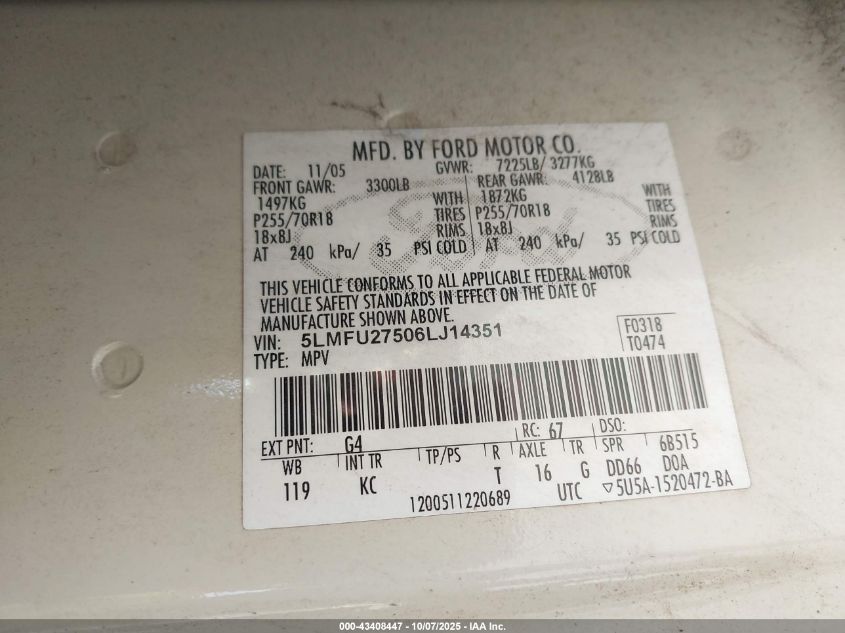 MFD. BY FORD MOTOR CO.
DATE: 11/05 GVWR: 7225LB/ 3277KG
FRONT GAWR: 3300LB REAR GAWR: 4128LB
1497KG WITH 1872KG WITH
P255/70R18 TIRES P255/70R18 TIRES
18x8J RIMS 18x8J RIMS
AT 240 kPa/ 35 PSI COLD AT 240 kPa/ 35 PSI COLD
Ford
THIS VEHICLE CONFORMS TO ALL APPLICABLE FEDERAL MOTOR
VEHICLE SAFETY STANDARDS IN EFFECT ON THE DATE OF
MANUFACTURE SHOWN ABOVE.
VIN: 5LMFU27506LJ14351 F0318
TYPE: MPV T0474
EXT PNT: G4 RC: 67 DSO:
WB INT TR TP/PS R AXLE TR SPR 6B515
119 KC T 16 G DD66 DOA
1200511220689 UTC ▽5U5A-1520472-BA
000-43408447 - 10/07/2025 - IAA Inc.